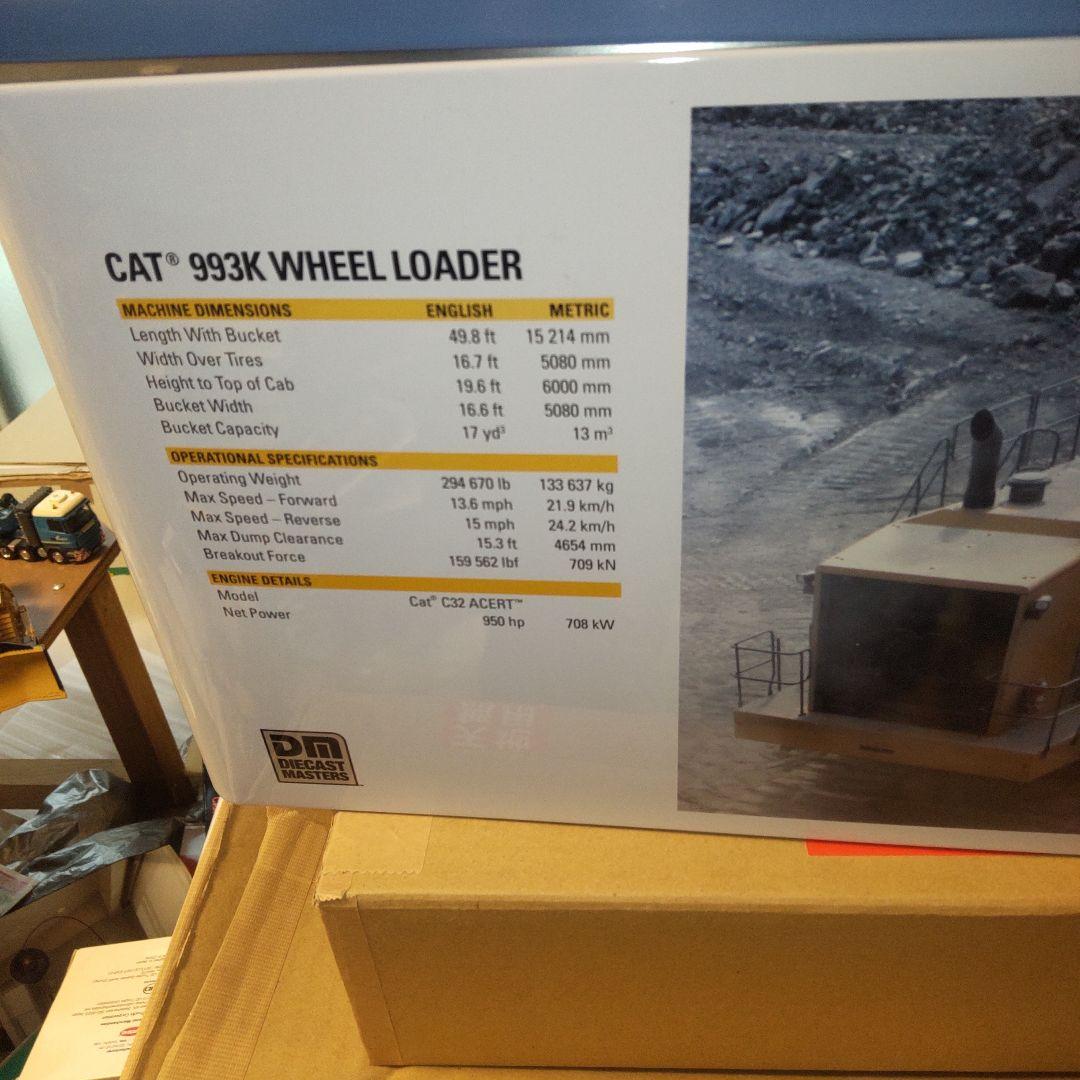 CAT® 993K WHEEL LOADER
MACHINE DIMENSIONS ENGLISH METRIC
Length With Bucket 49.8 ft 15 214 mm
Width Over Tires 16.7 ft 5080 mm
Height to Top of Cab 19.6 ft 6000 mm
Bucket Width 16.6 ft 5080 mm
Bucket Capacity 17 yd³ 13 m³
OPERATIONAL SPECIFICATIONS
Operating Weight 294 670 lb 133 637 kg
Max Speed – Forward 13.6 mph 21.9 km/h
Max Speed – Reverse 15 mph 24.2 km/h
Max Dump Clearance 15.3 ft 4654 mm
Breakout Force 159 562 lbf 709 kN
ENGINE DETAILS
Model Cat® C32 ACERT™
Net Power 950 hp 708 kW
DM
DIECAST
MASTERS